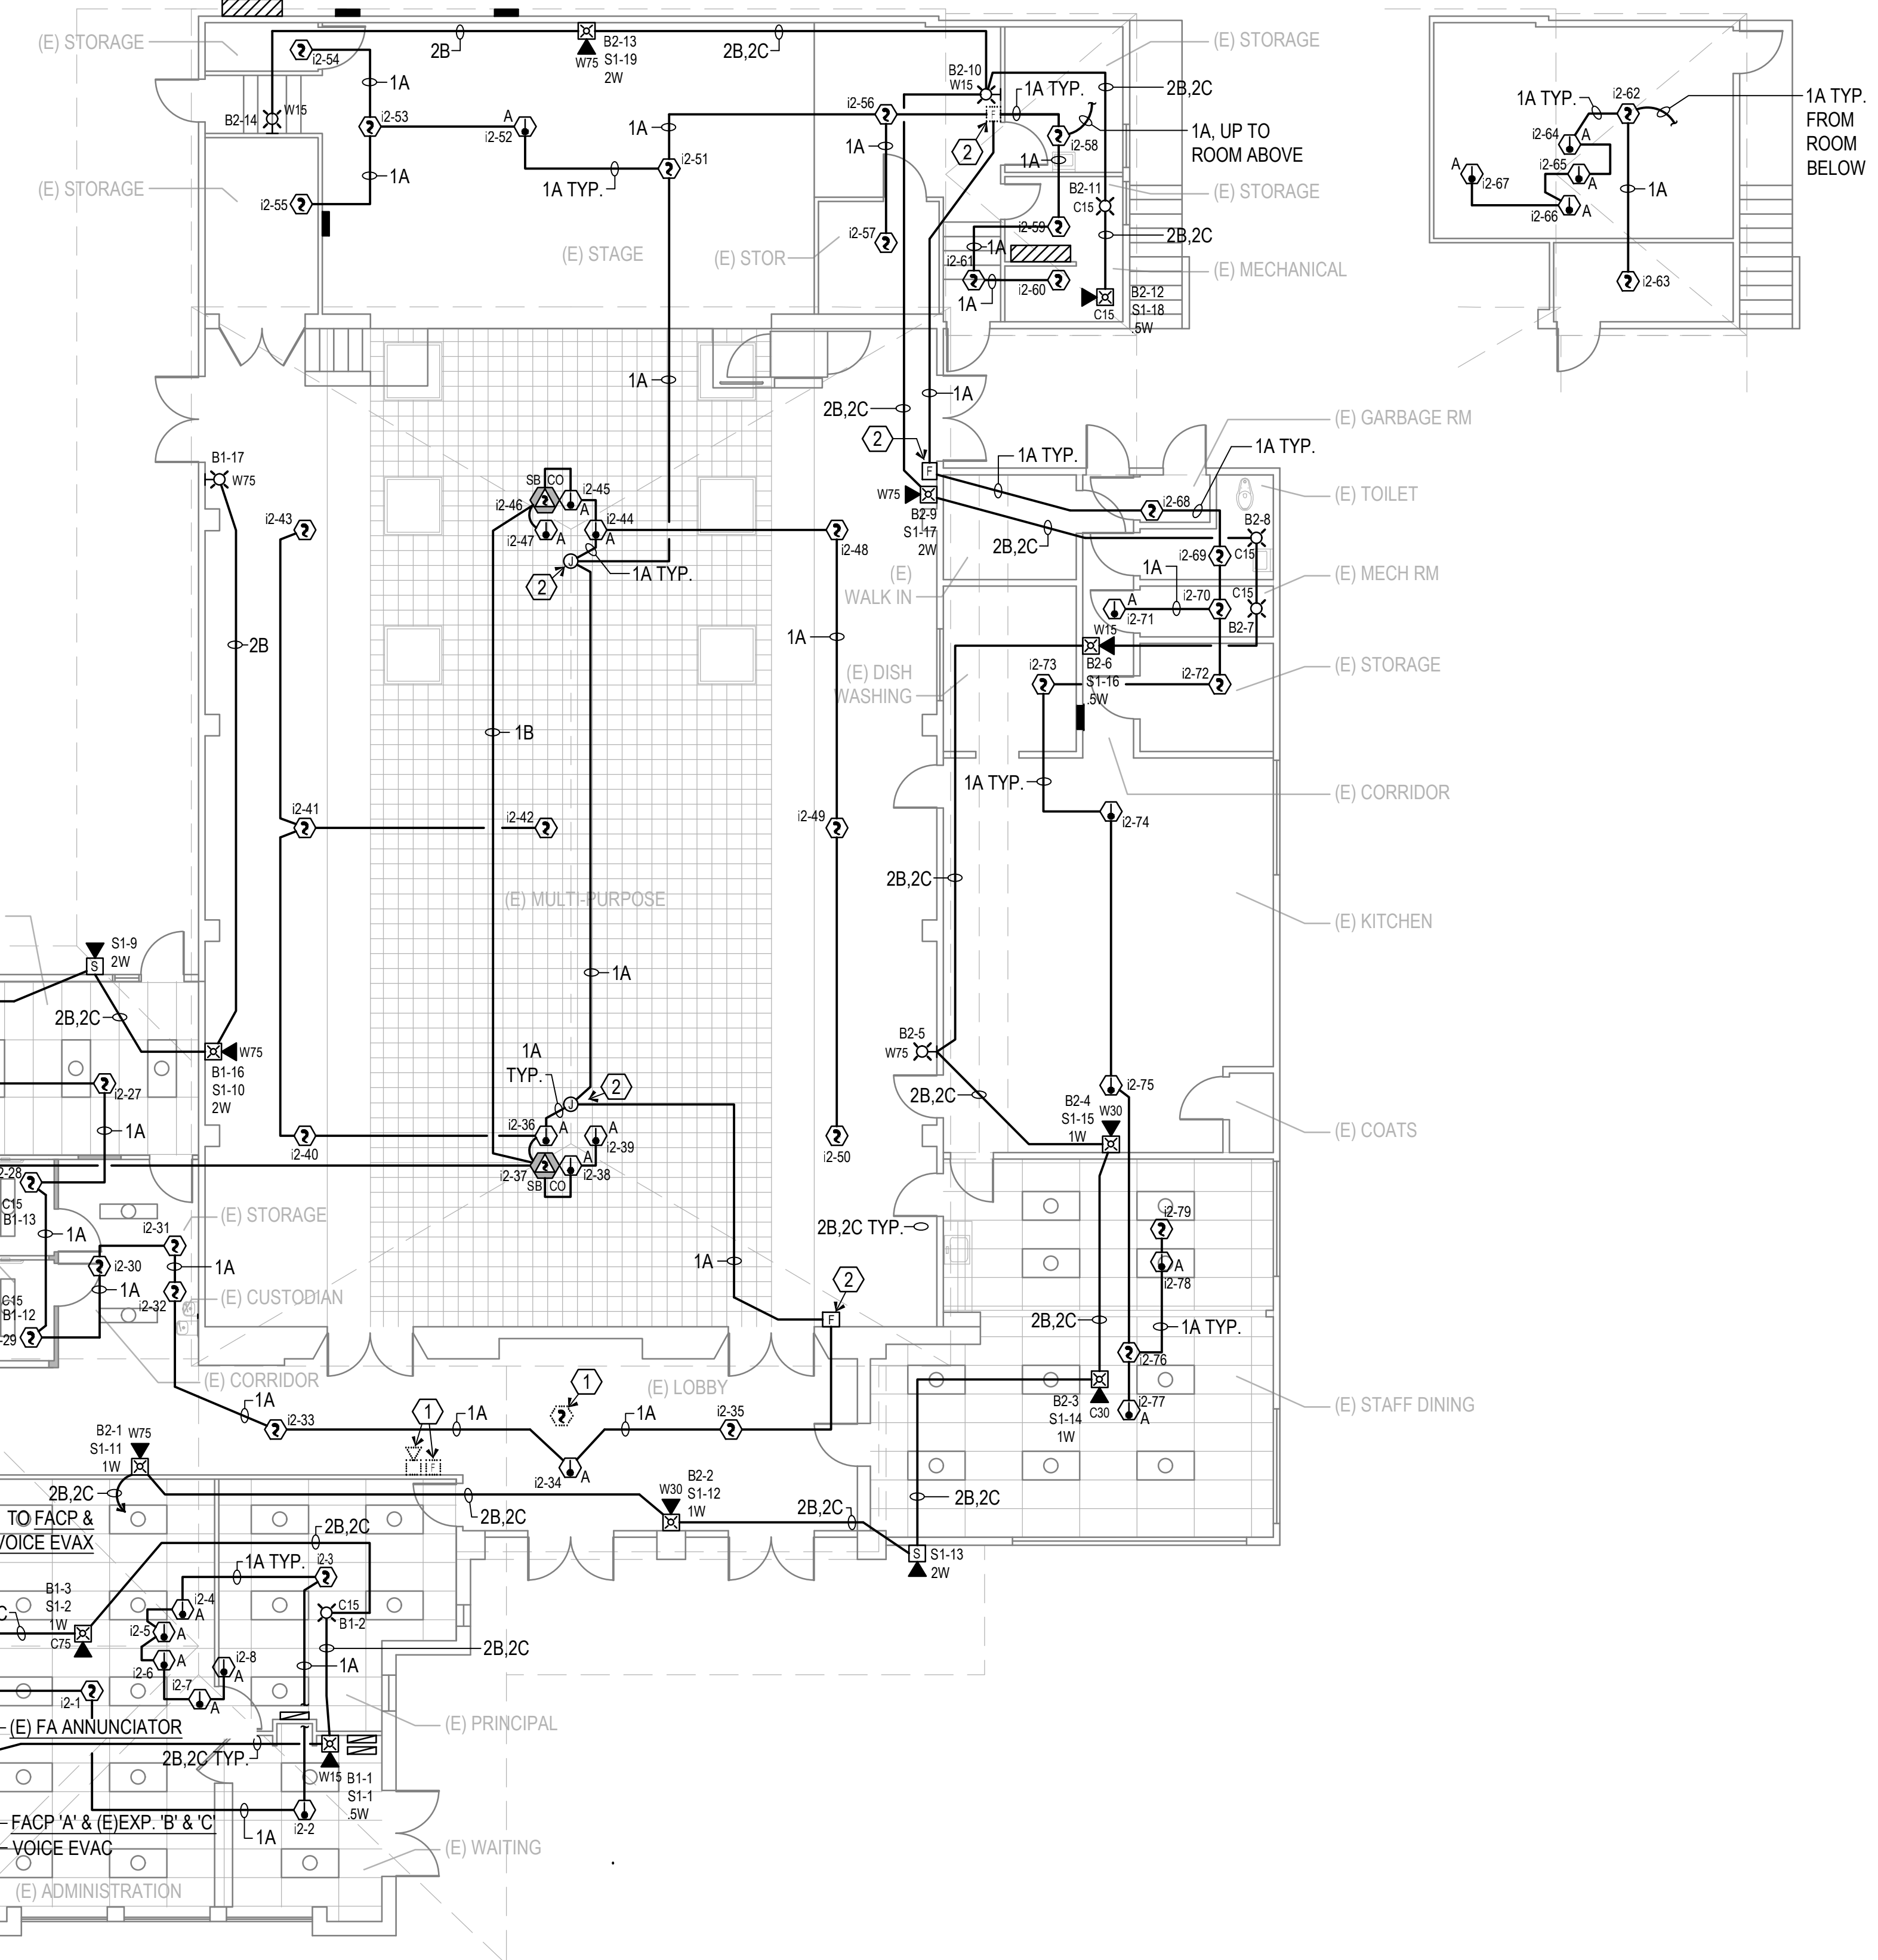 (E) STORAGE
i2-54
1A
2B
B2-13
S1-19
2W
W75
2B,2C
B2-14
W15
i2-53
A
i2-52
1A
i2-51
1A
1A TYP.
(E) STORAGE
i2-55
(E) STAGE
(E) STOR
i2-56
1A
i2-57
B2-10
W15
F
2
1A TYP.
i2-58
1A
1A, UP TO
ROOM ABOVE
(E) STORAGE
2B,2C
B2-11
C15
(E) STORAGE
2B,2C
i2-59
1A
i2-61
1A
i2-60
(E) MECHANICAL
B2-12
S1-18
.5W
C15
i2-62
1A TYP.
i2-64
A
i2-65
A
i2-66
A
A
i2-67
1A
i2-63
1A TYP.
FROM
ROOM
BELOW
1A
2B,2C
1A
2
F
(E) GARBAGE RM
1A TYP.
1A TYP.
B1-17
W75
2B
i2-43
SB
CO
i2-45
A
i2-46
i2-47
A
i2-44
A
J
2
1A TYP.
i2-48
W75
B2-9
S1-17
2W
2B,2C
i2-68
(E) TOILET
B2-8
C15
i2-69
(E) MECH RM
1A
A
i2-71
i2-70
C15
B2-7
(E)
WALK IN
(E) DISH
WASHING
W15
B2-6
S1-16
.5W
i2-73
i2-72
(E) STORAGE
1A
1B
i2-41
i2-42
i2-49
1A TYP.
(E) CORRIDOR
i2-74
2B,2C
(E) MULTI-PURPOSE
(E) KITCHEN
1A
S1-9
2W
S
2B,2C
W75
B1-16
S1-10
2W
i2-27
1A
1A
TYP.
J
2
i2-36
A
A
i2-39
i2-37
SB
CO
A
i2-38
i2-40
i2-50
B2-5
W75
2B,2C
i2-75
B2-4
S1-15
1W
W30
(E) COATS
2-28
C15
B1-13
1A
i2-30
1A
C15
B1-12
-29
i2-31
1A
i2-32
(E) STORAGE
(E) CUSTODIAN
(E) CORRIDOR
1A
2
F
2B,2C TYP.
i2-79
A
i2-78
2B,2C
1A TYP.
i2-76
i2-77
A
B2-3
S1-14
1W
C30
(E) STAFF DINING
1A
i2-33
1
F
1A
1
(E) LOBBY
i2-34
A
1A
i2-35
B2-1
S1-11
1W
W75
2B,2C
TO FACP &
VOICE EVAX
2B,2C
W30
B2-2
S1-12
1W
2B,2C
2B,2C
S
S1-13
2W
2B,2C
1A TYP.
i2-3
B1-3
S1-2
1W
C75
C
i2-4
A
i2-5
A
i2-6
A
i2-7
A
i2-8
A
C15
B1-2
2B,2C
1A
i2-1
(E) FA ANNUNCIATOR
2B,2C TYP.
(E) PRINCIPAL
W15
B1-1
S1-1
.5W
FACP 'A' & (E)EXP. 'B' & 'C'
VOICE EVAC
1A
i2-2
(E) WAITING
(E) ADMINISTRATION